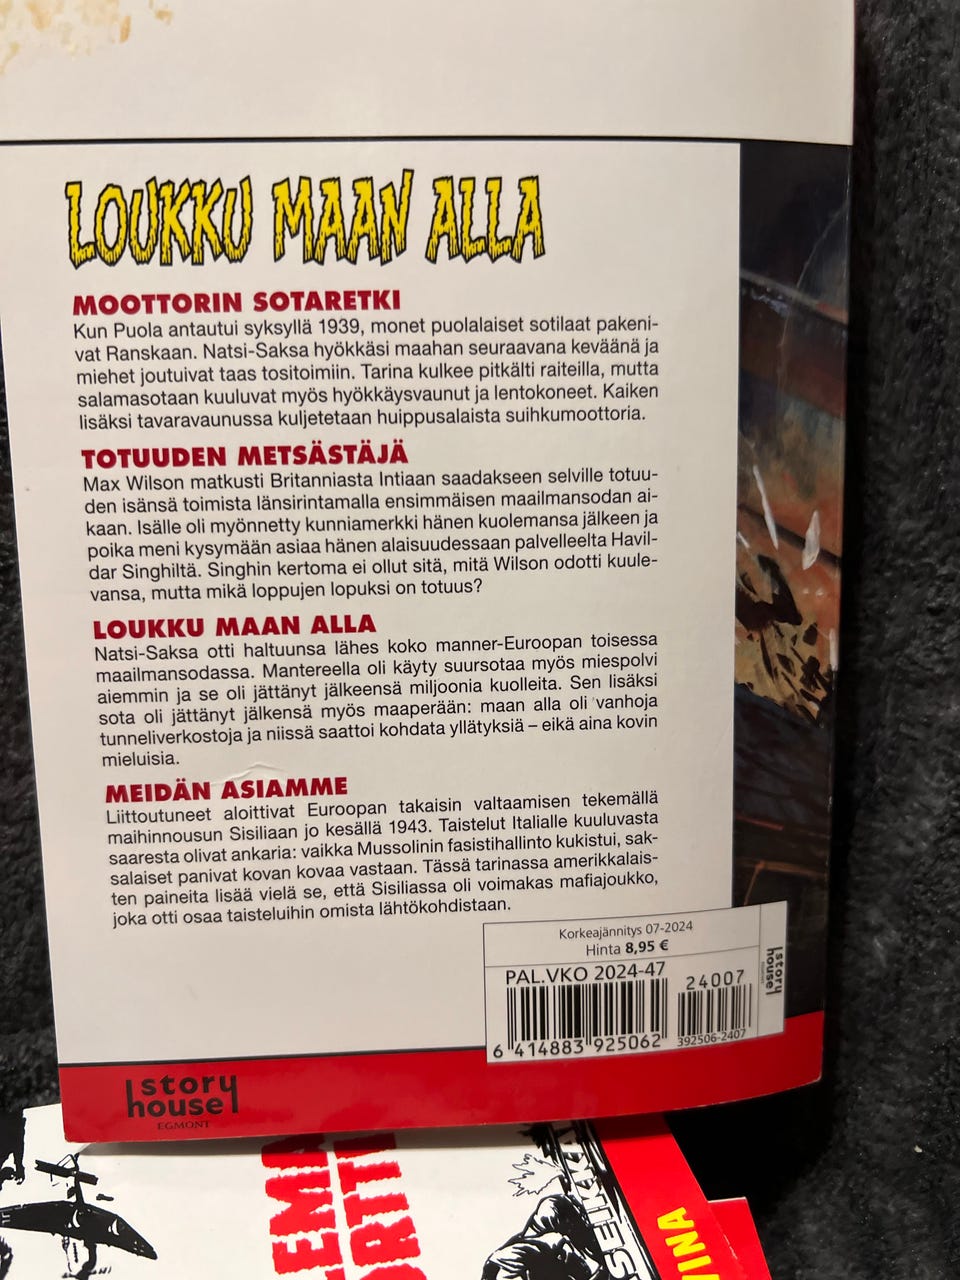 LOUKKU MAAN ALLA
MOOTTORIN SOTARETKI
Kun Puola antautui syksyllä 1939, monet puolalaiset sotilaat pakeni-
vat Ranskaan. Natsi-Saksa hyökkäsi maahan seuraavana keväänä ja
miehet joutuivat taas tositoimiin. Tarina kulkee pitkälti raiteilla, mutta
salamasotaan kuuluvat myös hyökkäysvaunut ja lentokoneet. Kaiken
lisäksi tavaravaunussa kuljetetaan huippusalaista suihkumoottoria.
TOTUUDEN METSÄSTÄJÄ
Max Wilson matkusti Britanniasta Intiaan saadakseen selville totuu-
den isänsä toimista länsirintamalla ensimmäisen maailmansodan ai-
kaan. Isälle oli myönnetty kunniamerkki hänen kuolemansa jälkeen ja
poika meni kysymään asiaa hänen alaisuudessaan palvelleelta Havil-
dar Singhiltä. Singhin kertoma ei ollut sitä, mitä Wilson odotti kuule-
vansa, mutta mikä loppujen lopuksi on totuus?
LOUKKU MAAN ALLA
Natsi-Saksa otti haltuunsa lähes koko manner-Euroopan toisessa
maailmansodassa. Mantereella oli käyty suursotaa myös miespolvi
aiemmin ja se oli jättänyt jälkeensä miljoonia kuolleita. Sen lisäksi
sota oli jättänyt jälkensä myös maaperään: maan alla oli vanhoja
tunneliverkostoja ja niissä saattoi kohdata yllätyksiä – eikä aina kovin
mieluisia.
MEIDÄN ASIAMME
Liittoutuneet aloittivat Euroopan takaisin valtaamisen tekemällä
maihinnousun Sisiliaan jo kesällä 1943. Taistelut Italialle kuuluvasta
saaresta olivat ankaria: vaikka Mussolinin fasistihallinto kukistui, sak-
salaiset panivat kovan kovaa vastaan. Tässä tarinassa amerikkalais-
ten paineita lisää vielä se, että Sisiliassa oli voimakas mafiajoukko,
joka otti osaa taisteluihin omista lähtökohdistaan.
Korkeajännitys 07-2024
Hinta 8,95 €
PAL.VKO 2024-47
24007
6 414883 925062
392506-2407
story
house
story
house
EGMONT